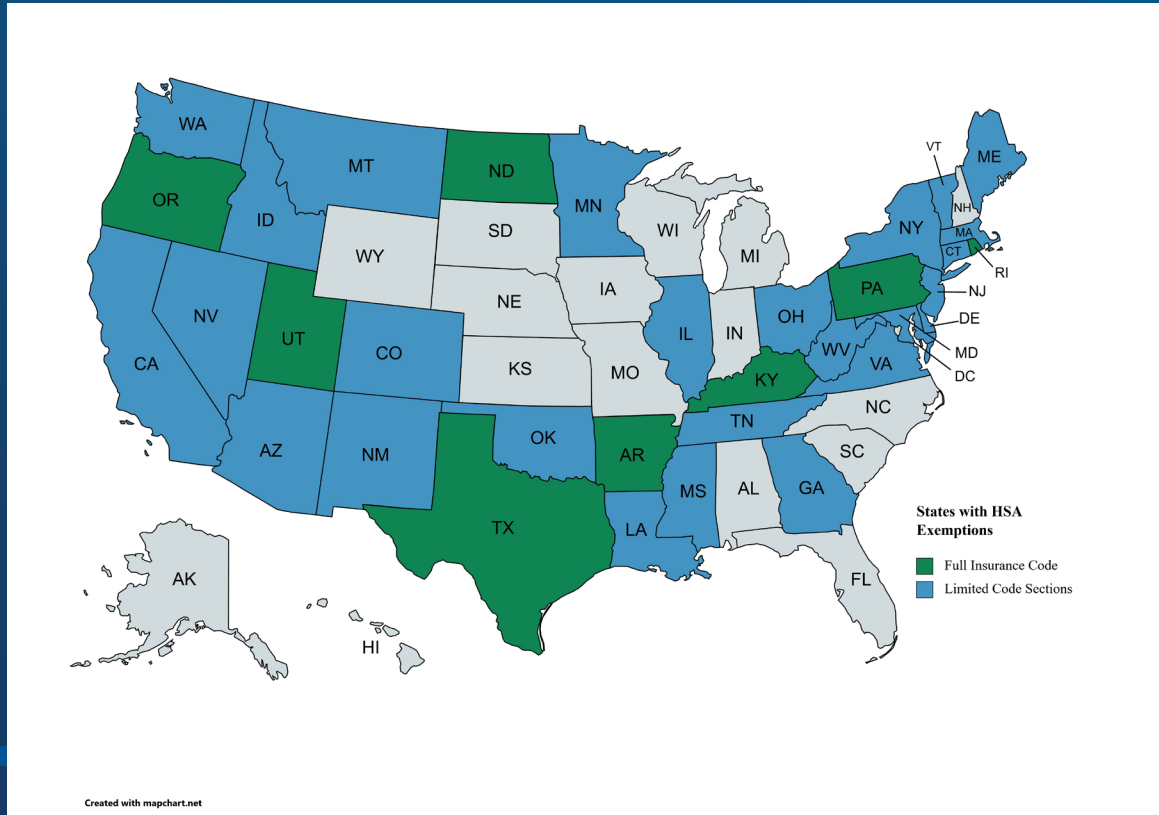 WA
MT
ND
MN
VT
ME
OR
ID
SD
WI
MI
NY
NH
MA
CT
RI
WY
IA
NE
PA
NJ
NV
UT
CO
IL
IN
OH
DE
CA
KS
MO
WV
VA
MD
DC
KY
AZ
NM
OK
AR
TN
NC
SC
MS
AL
GA
TX
LA
FL
AK
HI
States with HSA
Exemptions
Full Insurance Code
Limited Code Sections
Created with mapchart.net